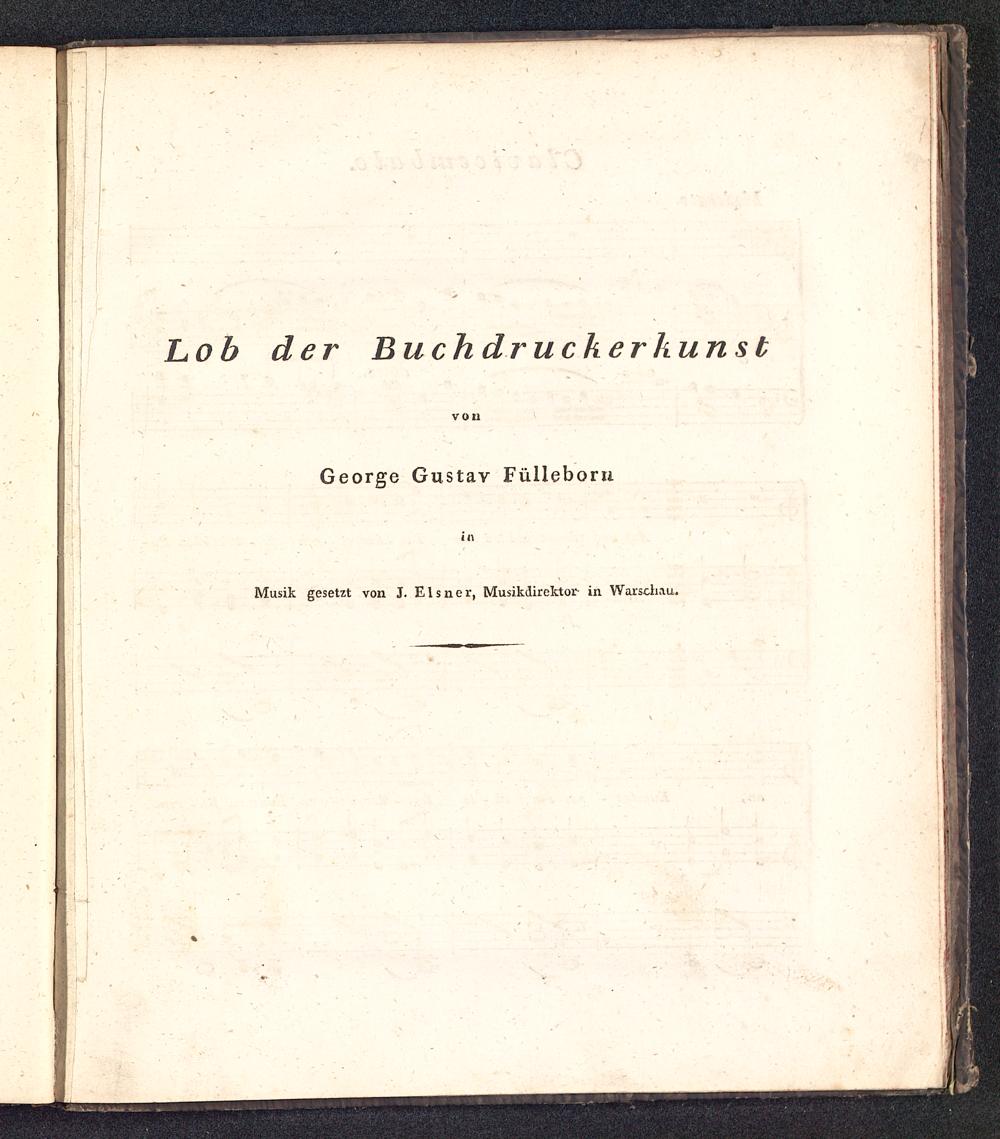 Lob der Buchdruckerkunst
von
George Gustav Fülleborn
in
Musik gesetzt von J. Elsner, Musikdirektor in Warschau.